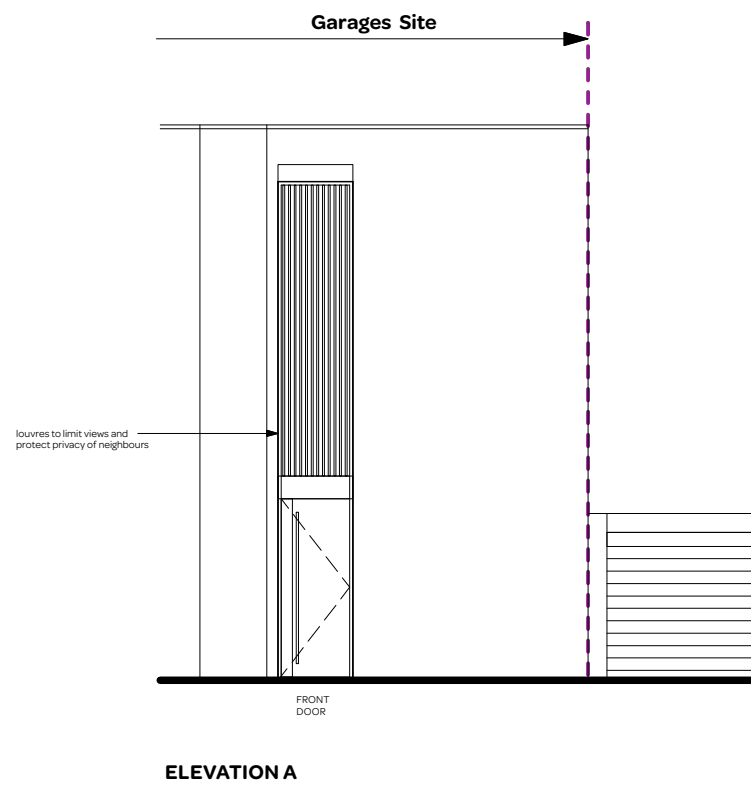 Garages Site
louvres to limit views and
protect privacy of neighbours
FRONT
DOOR
ELEVATION A